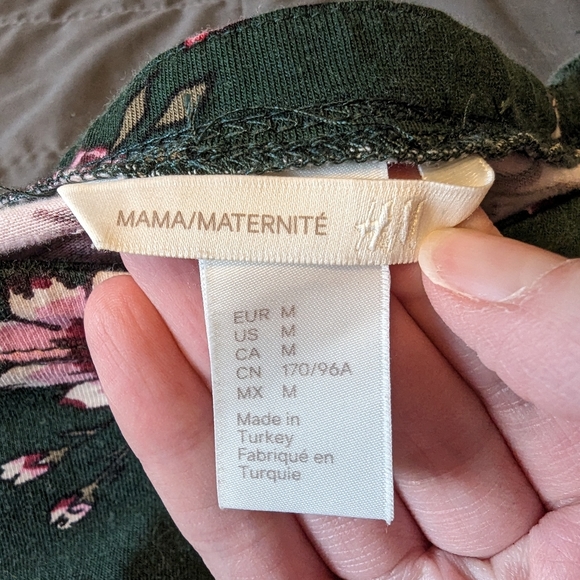 MAMA/MATERNITÉ H&M
EUR M
US M
CA M
CN 170/96A
MX M
Made in
Turkey
Fabriqué en
Turquie